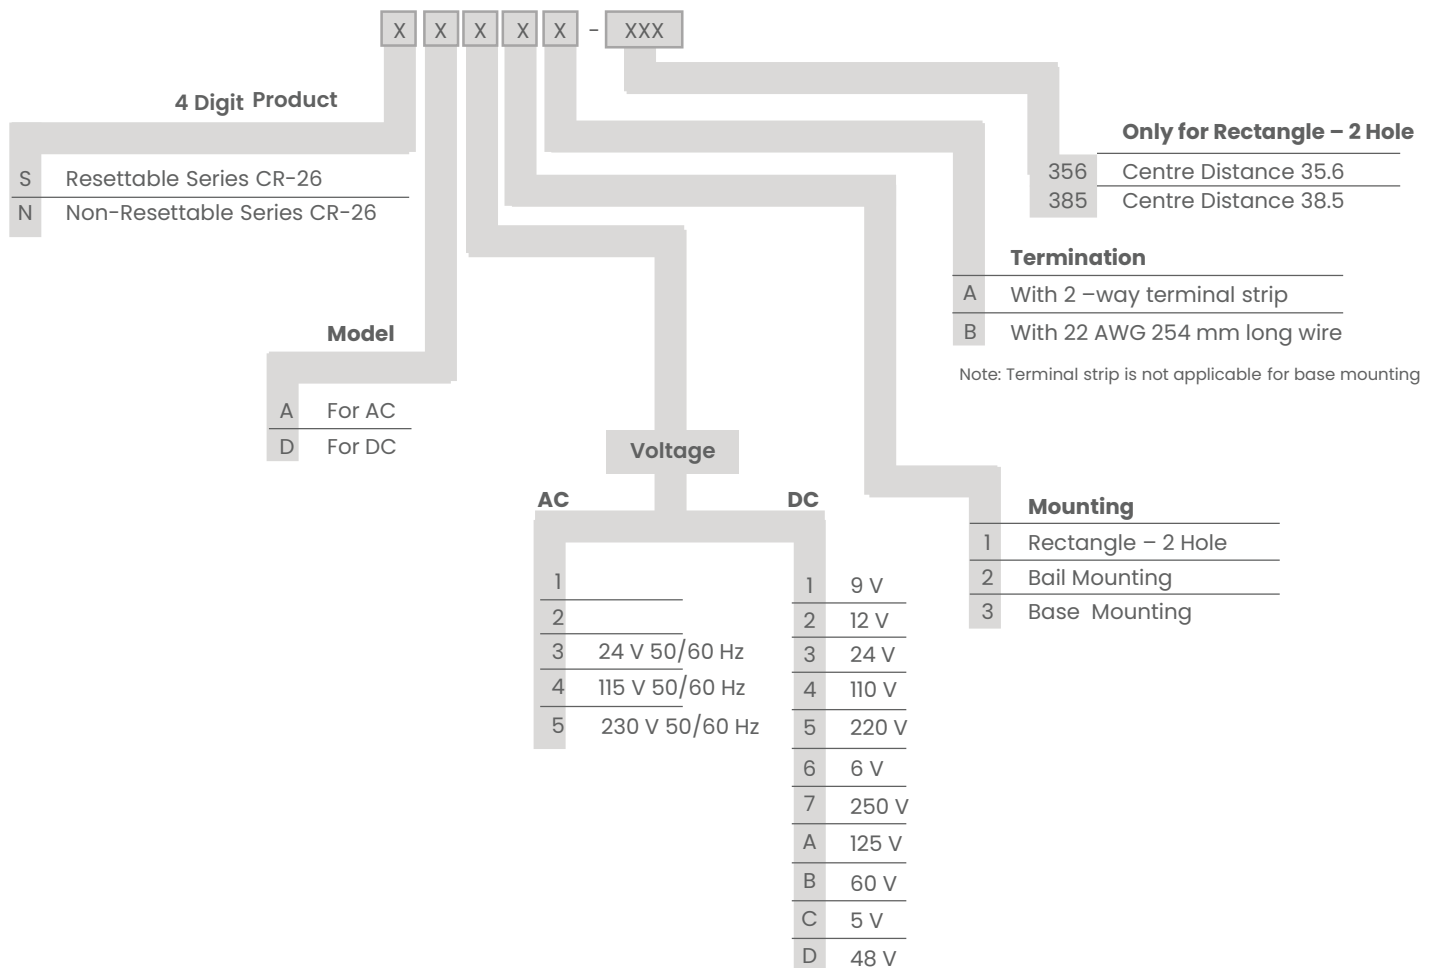 X X X X X - XXX
4 Digit Product
S Resettable Series CR-26
N Non-Resettable Series CR-26
Model
A For AC
D For DC
Voltage
AC
1
2
3 24 V 50/60 Hz
4 115 V 50/60 Hz
5 230 V 50/60 Hz
DC
1 9 V
2 12 V
3 24 V
4 110 V
5 220 V
6 6 V
7 250 V
A 125 V
B 60 V
C 5 V
D 48 V
Mounting
1 Rectangle – 2 Hole
2 Bail Mounting
3 Base Mounting
Termination
A With 2 –way terminal strip
B With 22 AWG 254 mm long wire
Note: Terminal strip is not applicable for base mounting
Only for Rectangle – 2 Hole
356 Centre Distance 35.6
385 Centre Distance 38.5